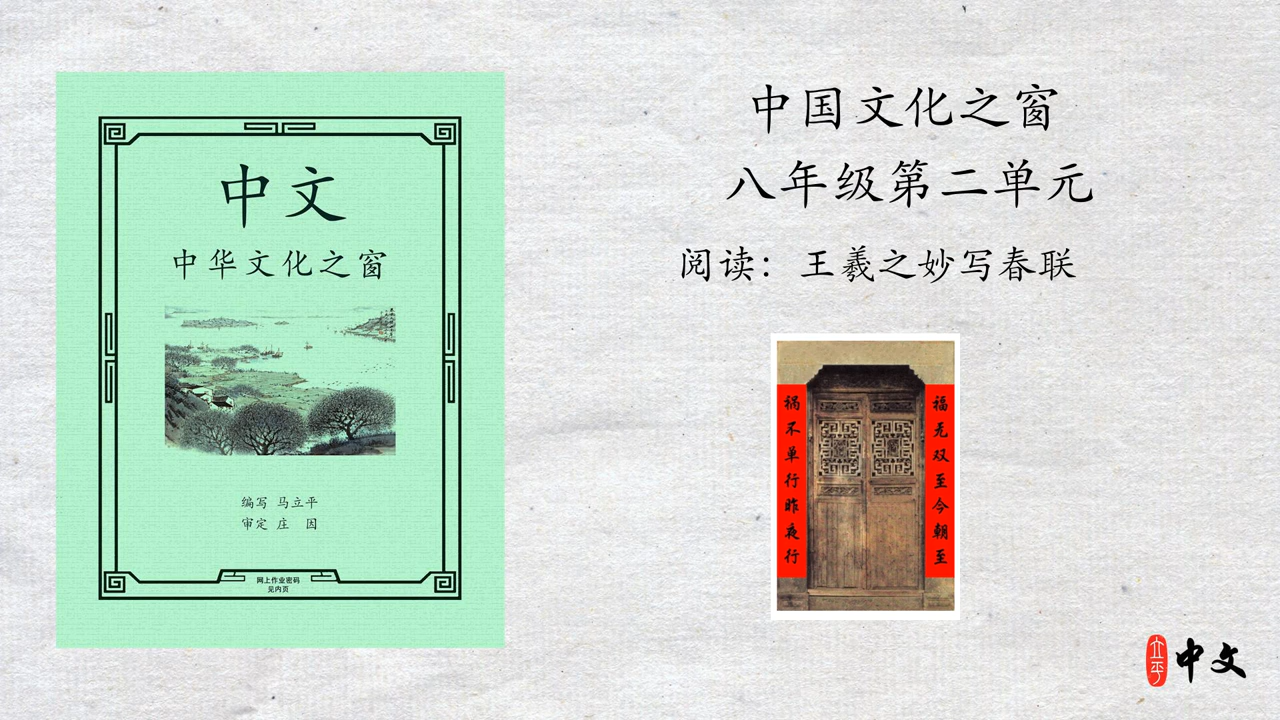 中文
中华文化之窗
编写 马立平
审定 庄 因
网上作业密码
见内页
中国文化之窗
八年级第二单元
阅读：王羲之妙写春联
福无双至今朝至
祸不单行昨夜行
立平
中文